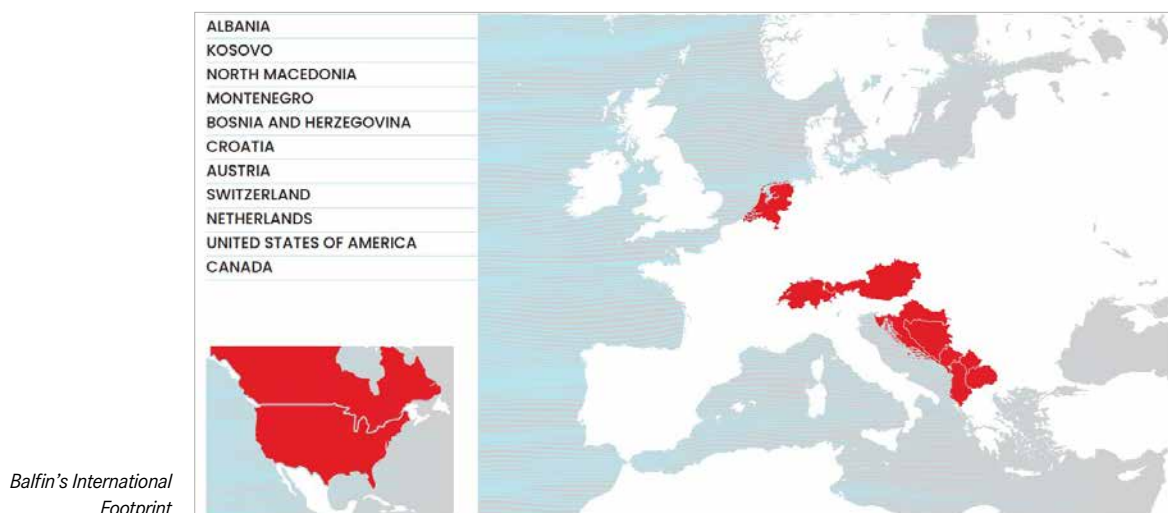 ALBANIA
KOSOVO
NORTH MACEDONIA
MONTENEGRO
BOSNIA AND HERZEGOVINA
CROATIA
AUSTRIA
SWITZERLAND
NETHERLANDS
UNITED STATES OF AMERICA
CANADA
Balfin's International
Footprint